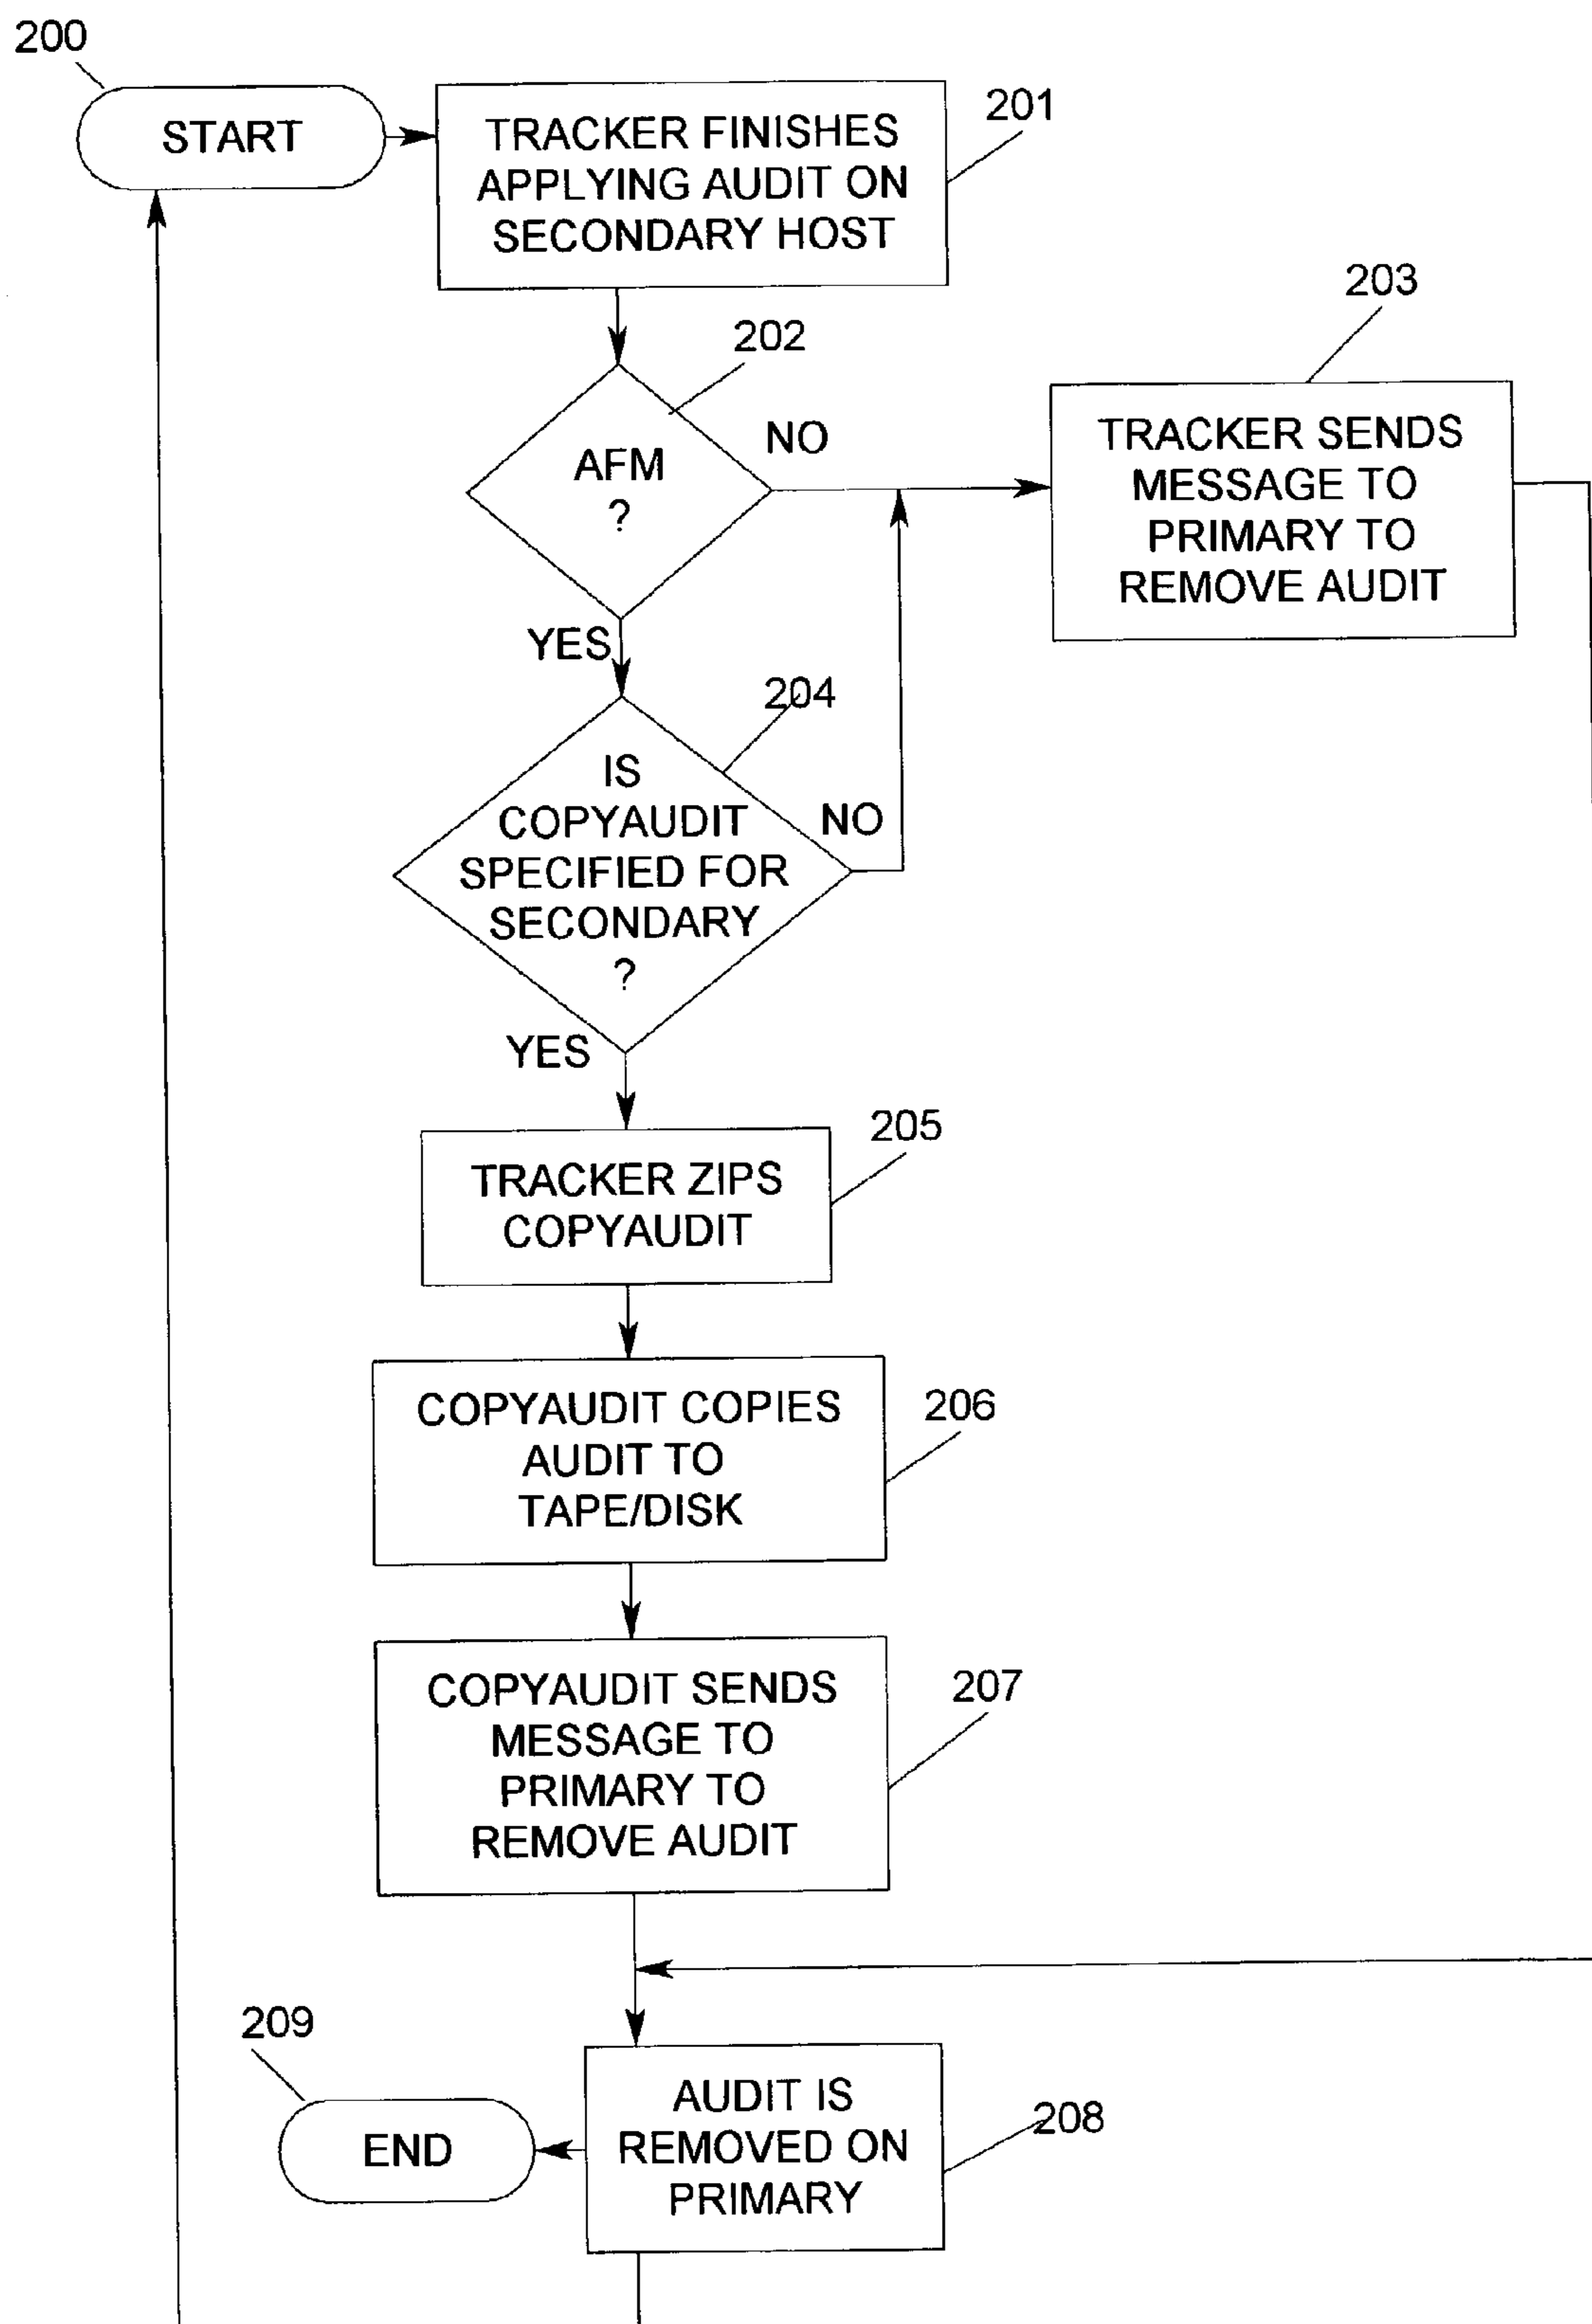 200
START
TRACKER FINISHES
APPLYING AUDIT ON
SECONDARY HOST
201
202
AFM
?
NO
YES
203
TRACKER SENDS
MESSAGE TO
PRIMARY TO
REMOVE AUDIT
204
IS
COPYAUDIT
SPECIFIED FOR
SECONDARY
?
NO
YES
205
TRACKER ZIPS
COPYAUDIT
206
COPYAUDIT COPIES
AUDIT TO
TAPE/DISK
207
COPYAUDIT SENDS
MESSAGE TO
PRIMARY TO
REMOVE AUDIT
209
END
AUDIT IS
REMOVED ON
PRIMARY
208